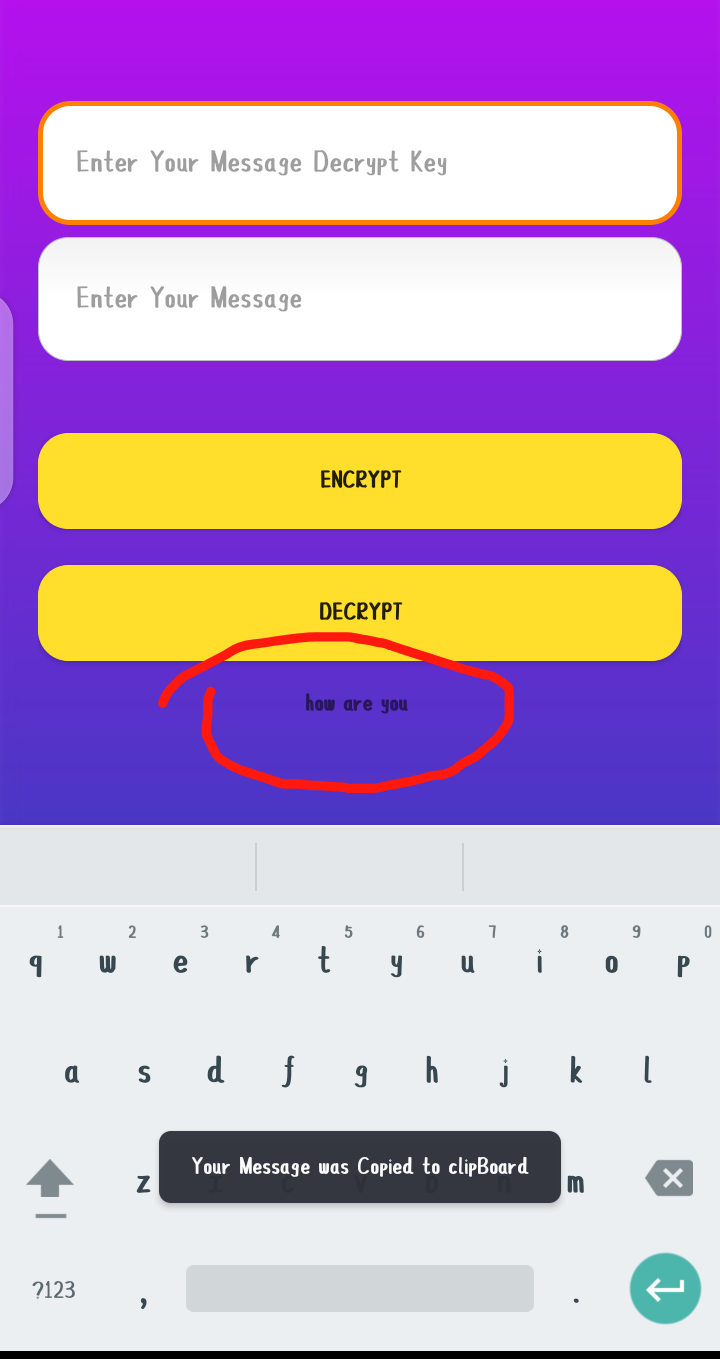 Enter Your Message Decrypt Key
Enter Your Message
ENCRYPT
DECRYPT
how are you
1 2 3 4 5 6 7 8 9 0
q w e r t y u i o p
a s d f g h j k l
z x c v b n m
Your Message was Copied to clipBoard
?123 , .